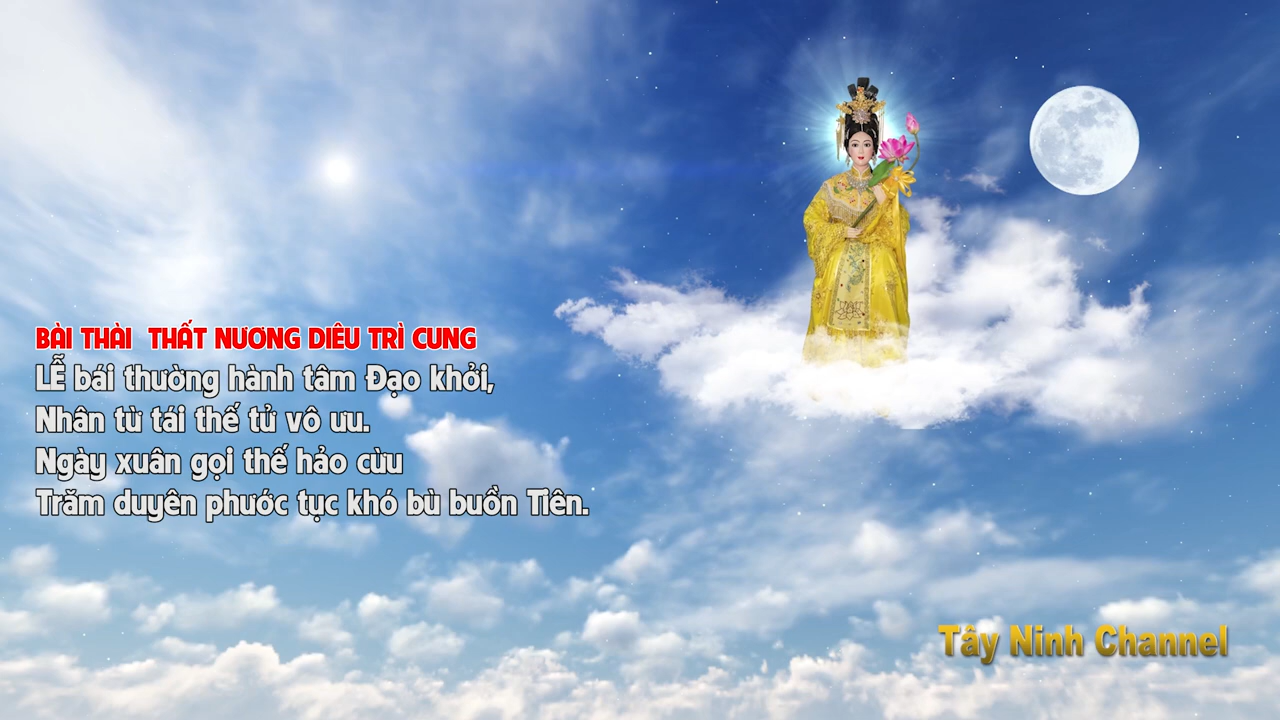 BÀI THÀI THẤT NƯƠNG DIÊU TRÌ CUNG
LỄ bái thường hành tâm Đạo khởi,
Nhân từ tái thế tử vô ưu.
Ngày xuân gọi thế hảo cừu
Trăm duyên phước tục khó bù buồn Tiên.
Tây Ninh Channel